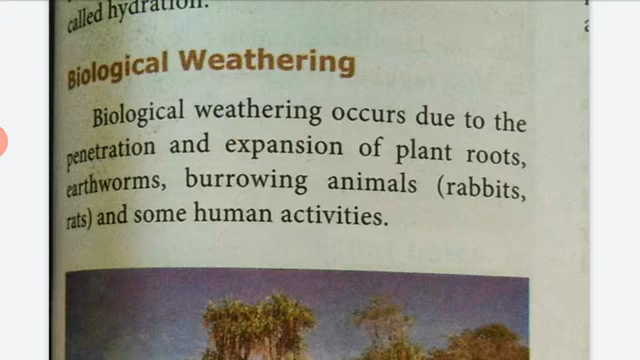 called hydration.
Biological Weathering
Biological weathering occurs due to the
penetration and expansion of plant roots,
earthworms, burrowing animals (rabbits,
rats) and some human activities.